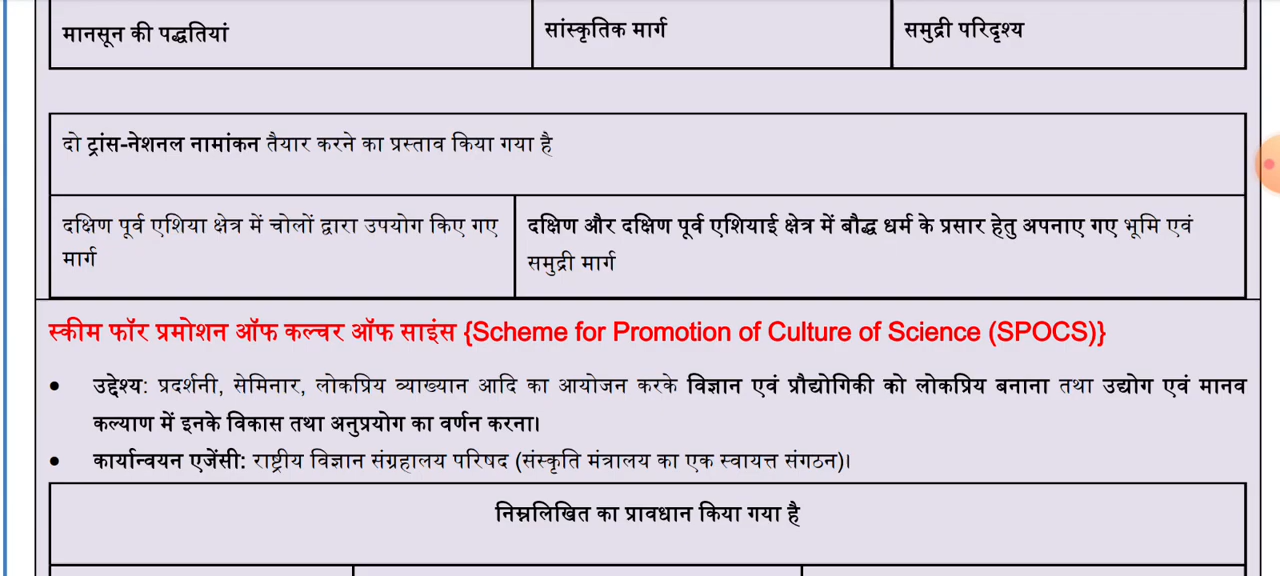 मानसून की पद्धतियां
सांस्कृतिक मार्ग
समुद्री परिदृश्य
दो ट्रांस-नेशनल नामांकन तैयार करने का प्रस्ताव किया गया है
दक्षिण पूर्व एशिया क्षेत्र में चोलों द्वारा उपयोग किए गए
मार्ग
दक्षिण और दक्षिण पूर्व एशियाई क्षेत्र में बौद्ध धर्म के प्रसार हेतु अपनाए गए भूमि एवं
समुद्री मार्ग
स्कीम फॉर प्रमोशन ऑफ कल्चर ऑफ साइंस {Scheme for Promotion of Culture of Science (SPOCS)}
• उद्देश्य: प्रदर्शनी, सेमिनार, लोकप्रिय व्याख्यान आदि का आयोजन करके विज्ञान एवं प्रौद्योगिकी को लोकप्रिय बनाना तथा उद्योग एवं मानव
कल्याण में इनके विकास तथा अनुप्रयोग का वर्णन करना।
• कार्यान्वयन एजेंसी: राष्ट्रीय विज्ञान संग्रहालय परिषद (संस्कृति मंत्रालय का एक स्वायत्त संगठन)।
निम्नलिखित का प्रावधान किया गया है